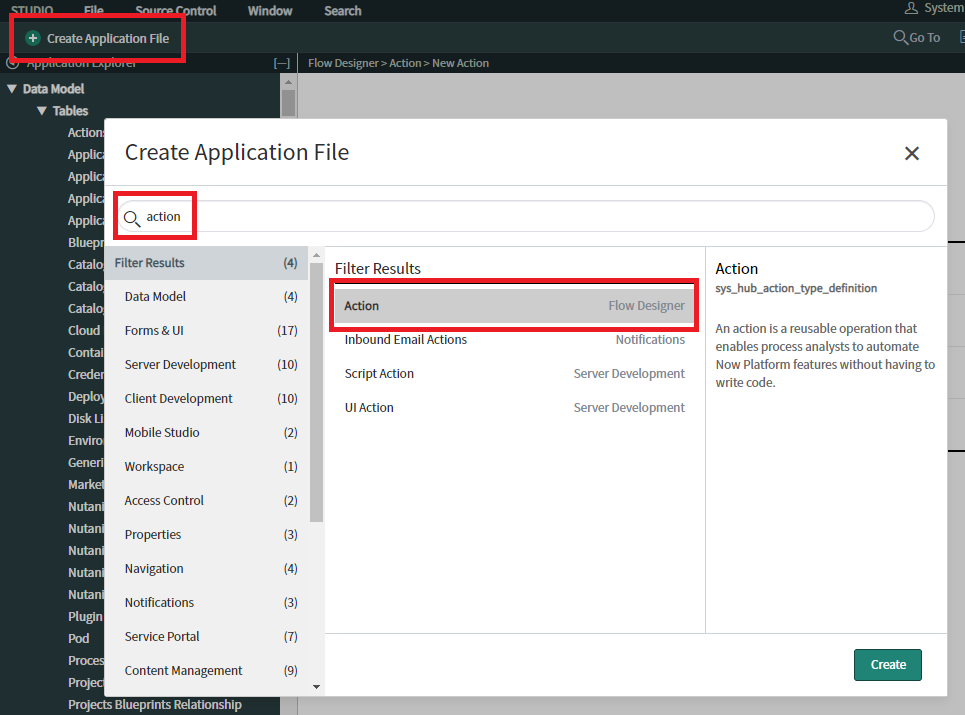 STUDIO File Source Control Window Search System
Create Application File Go To
Application Explorer [—] Flow Designer > Action > New Action
Data Model
Tables
Action
Applica
Applica
Applica
Applica
Bluepr
Catalo
Catalo
Catalo
Cloud
Contai
Creder
Deploy
Disk Li
Enviro
Generi
Market
Nutani
Nutani
Nutani
Nutani
Nutani
Plugin
Pod
Proces
Project
Projects Blueprints Relationship
Create Application File
action
Filter Results (4)
Data Model (4)
Forms & UI (17)
Server Development (10)
Client Development (10)
Mobile Studio (2)
Workspace (1)
Access Control (2)
Properties (3)
Navigation (4)
Notifications (3)
Service Portal (7)
Content Management (9)
Filter Results
Action Flow Designer
Inbound Email Actions Notifications
Script Action Server Development
UI Action Server Development
Action
sys_hub_action_type_definition
An action is a reusable operation that
enables process analysts to automate
Now Platform features without having to
write code.
Create